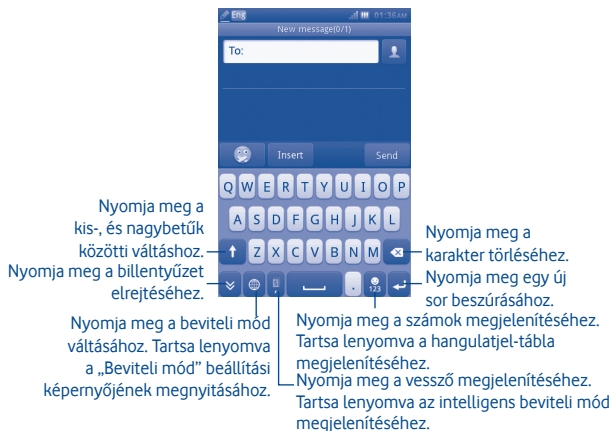 Eng 01:36AM
New message(0/1)
To:
Insert Send
Q W E R T Y U I O P
A S D F G H J K L
Z X C V B N M
. 123
Nyomja meg a
kis-, és nagybetűk
közötti váltáshoz.
Nyomja meg a billentyűzet
elrejtéséhez.
Nyomja meg a beviteli mód
váltásához. Tartsa lenyomva
a „Beviteli mód” beállítási
képernyőjének megnyitásához.
Nyomja meg a
karakter törléséhez.
Nyomja meg egy új
sor beszúrásához.
Nyomja meg a számok megjelenítéséhez.
Tartsa lenyomva a hangulatjel-tábla
megjelenítéséhez.
Nyomja meg a vessző megjelenítéséhez.
Tartsa lenyomva az intelligens beviteli mód
megjelenítéséhez.